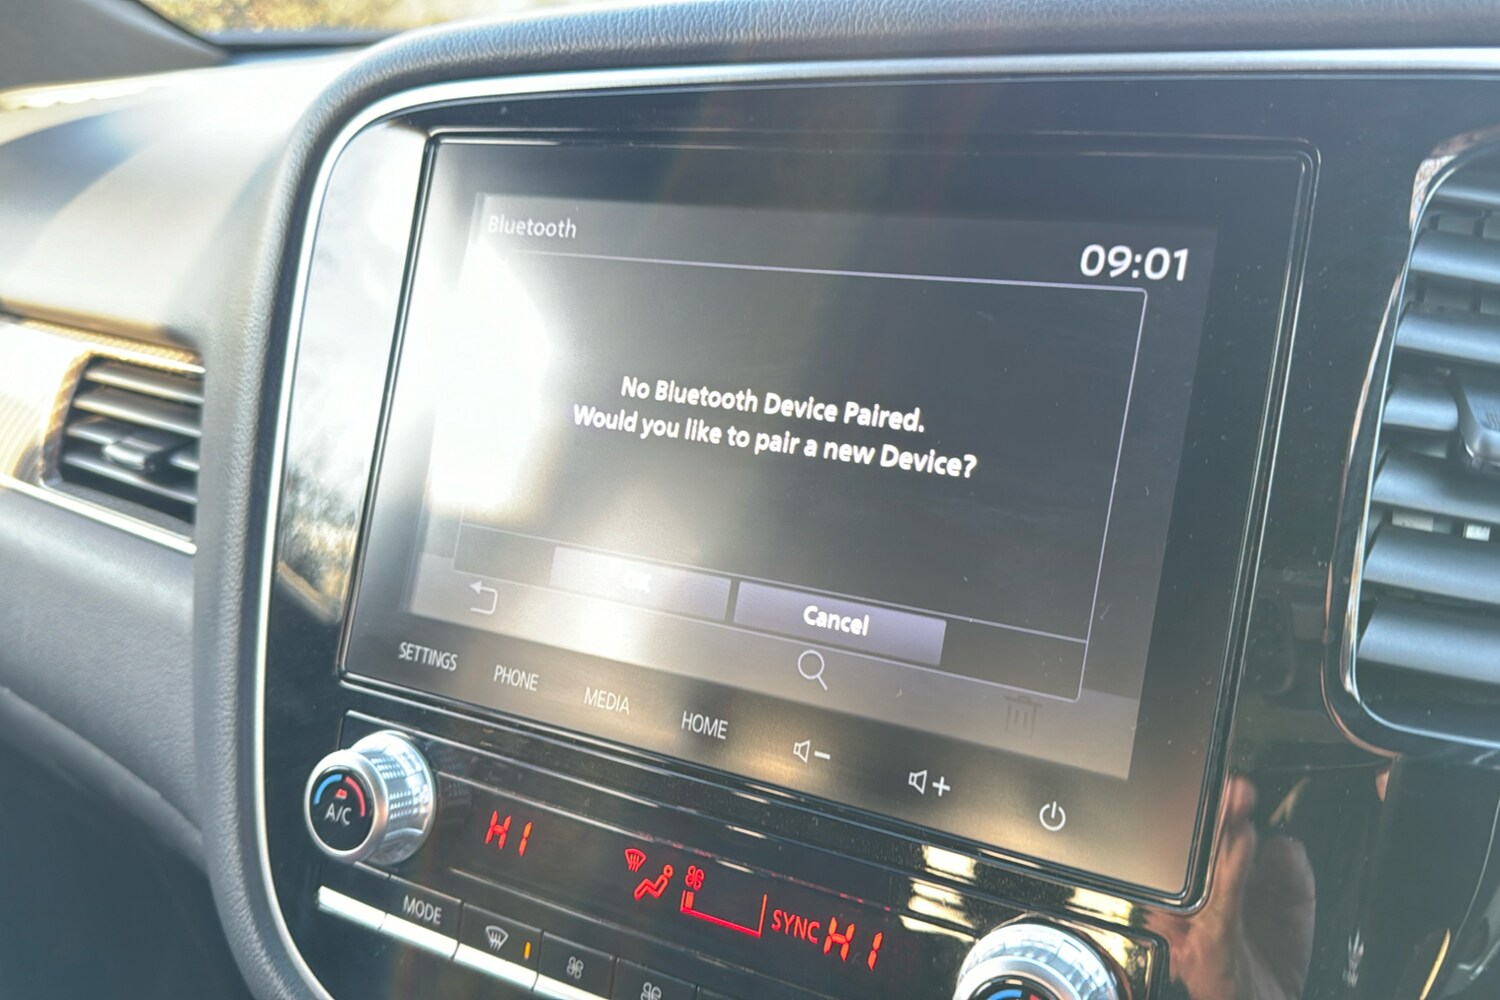 Bluetooth
09:01
No Bluetooth Device Paired.
Would you like to pair a new Device?
Cancel
SETTINGS
PHONE
MEDIA
HOME
A/C
HI
SYNC HI
MODE